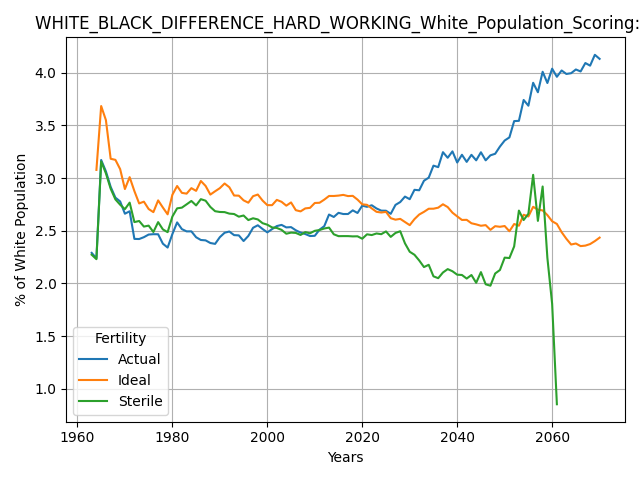 WHITE_BLACK_DIFFERENCE_HARD_WORKING_White_Population_Scoring:
% of White Population
4.0
3.5
3.0
2.5
2.0
1.5
1.0
Fertility
Actual
Ideal
Sterile
1960 1980 2000 2020 2040 2060
Years